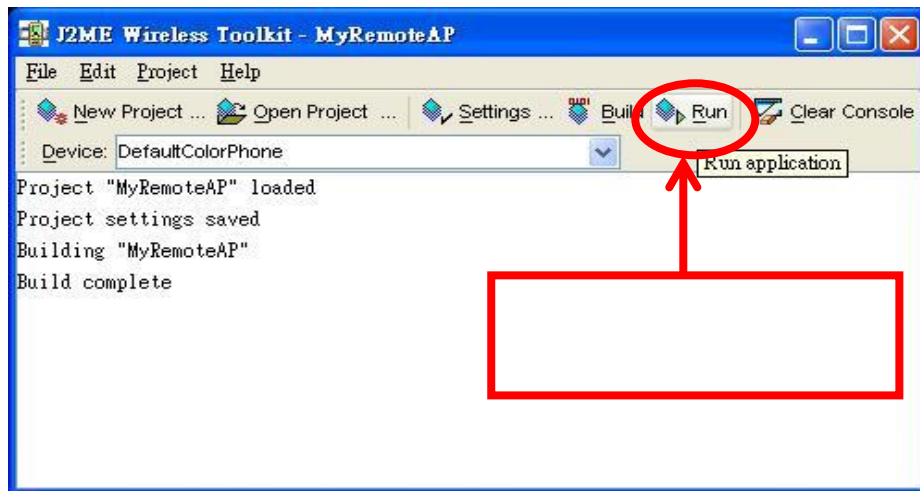 J2ME Wireless Toolkit - MyRemoteAP
File Edit Project Help
New Project ... Open Project ... Settings ... Build Run Clear Console
Device: DefaultColorPhone
Run application
Project "MyRemoteAP" loaded
Project settings saved
Building "MyRemoteAP"
Build complete